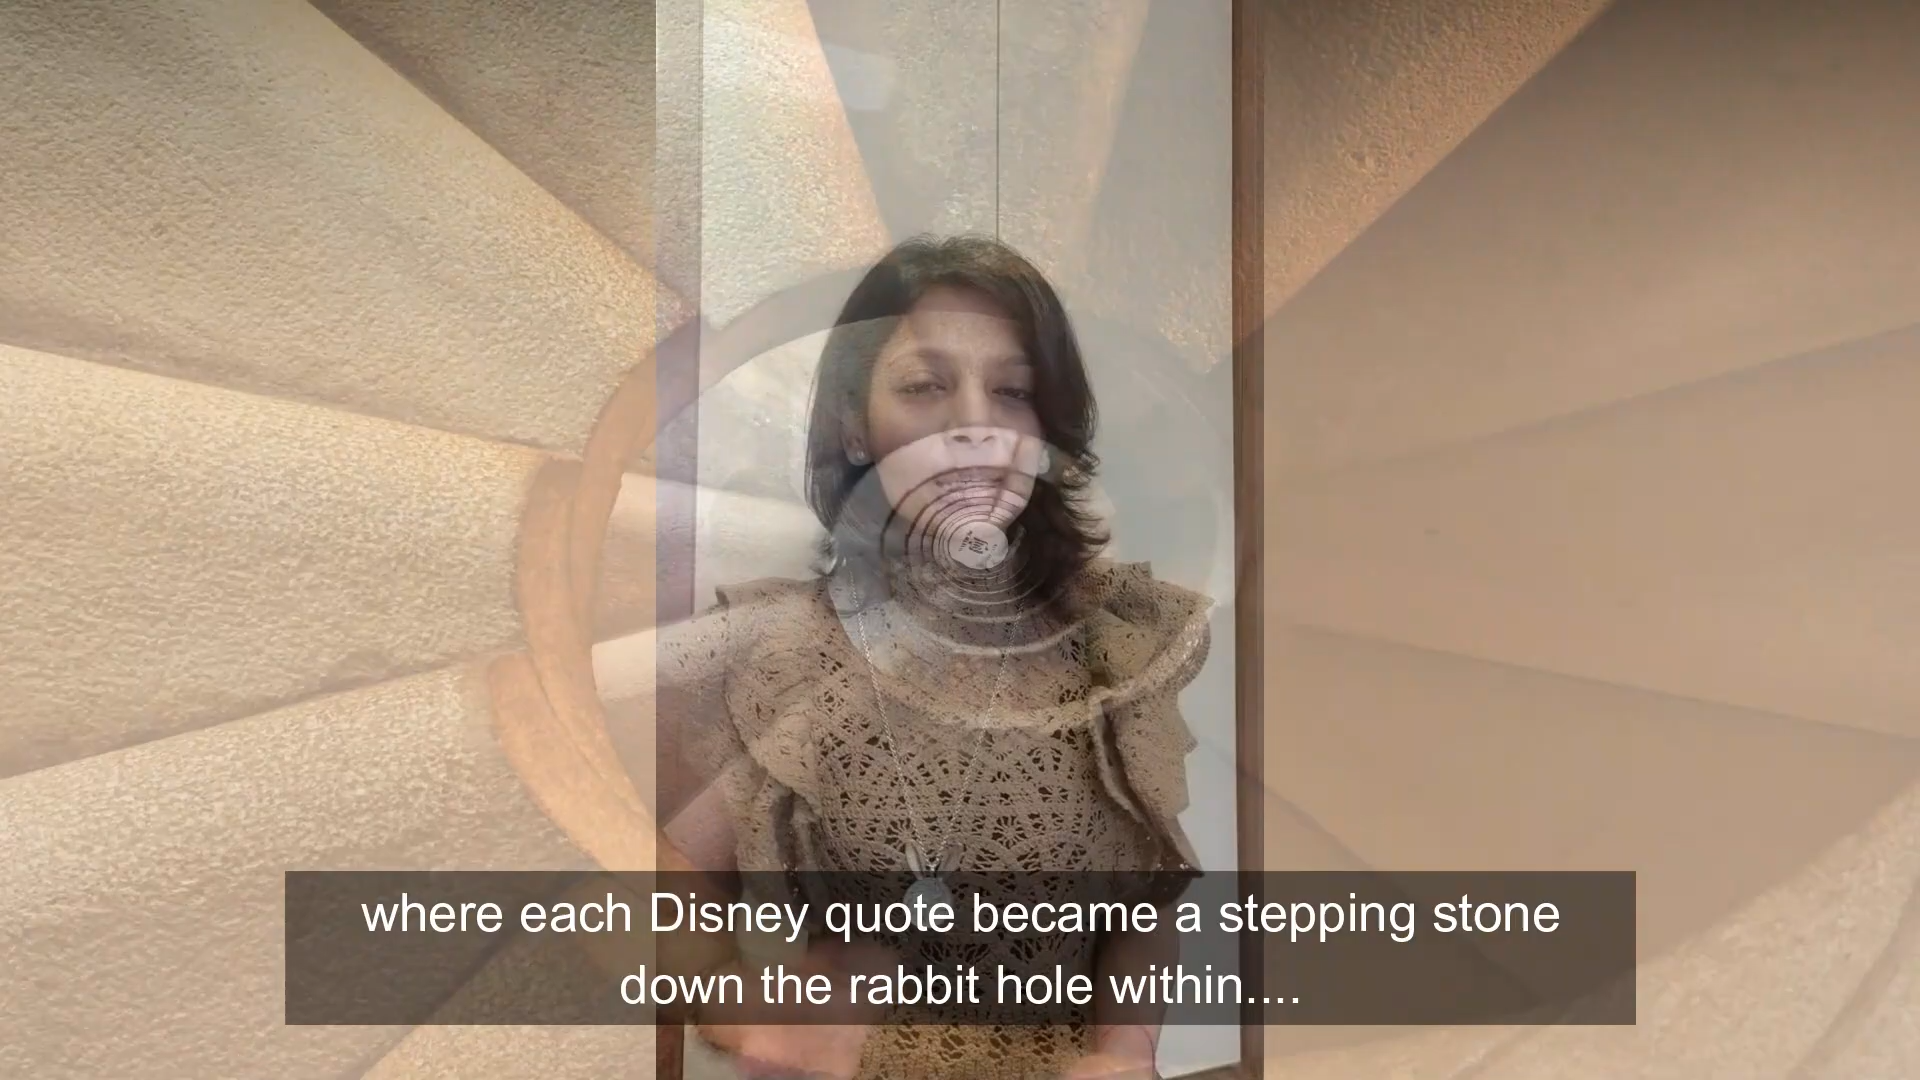 where each Disney quote became a stepping stone
down the rabbit hole within....